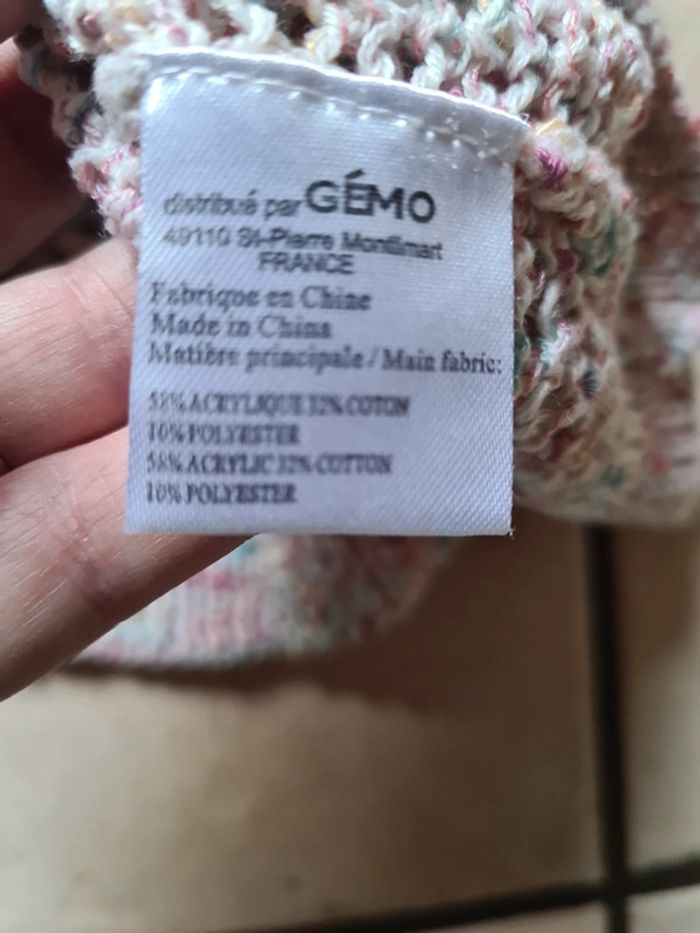 distribué par GÉMO
49110 St-Pierre Montlimart
FRANCE
Fabriqué en Chine
Made in China
Matière principale / Main fabric:
58% ACRYLIQUE 32% COTON
10% POLYESTER
58% ACRYLIC 32% COTTON
10% POLYESTER